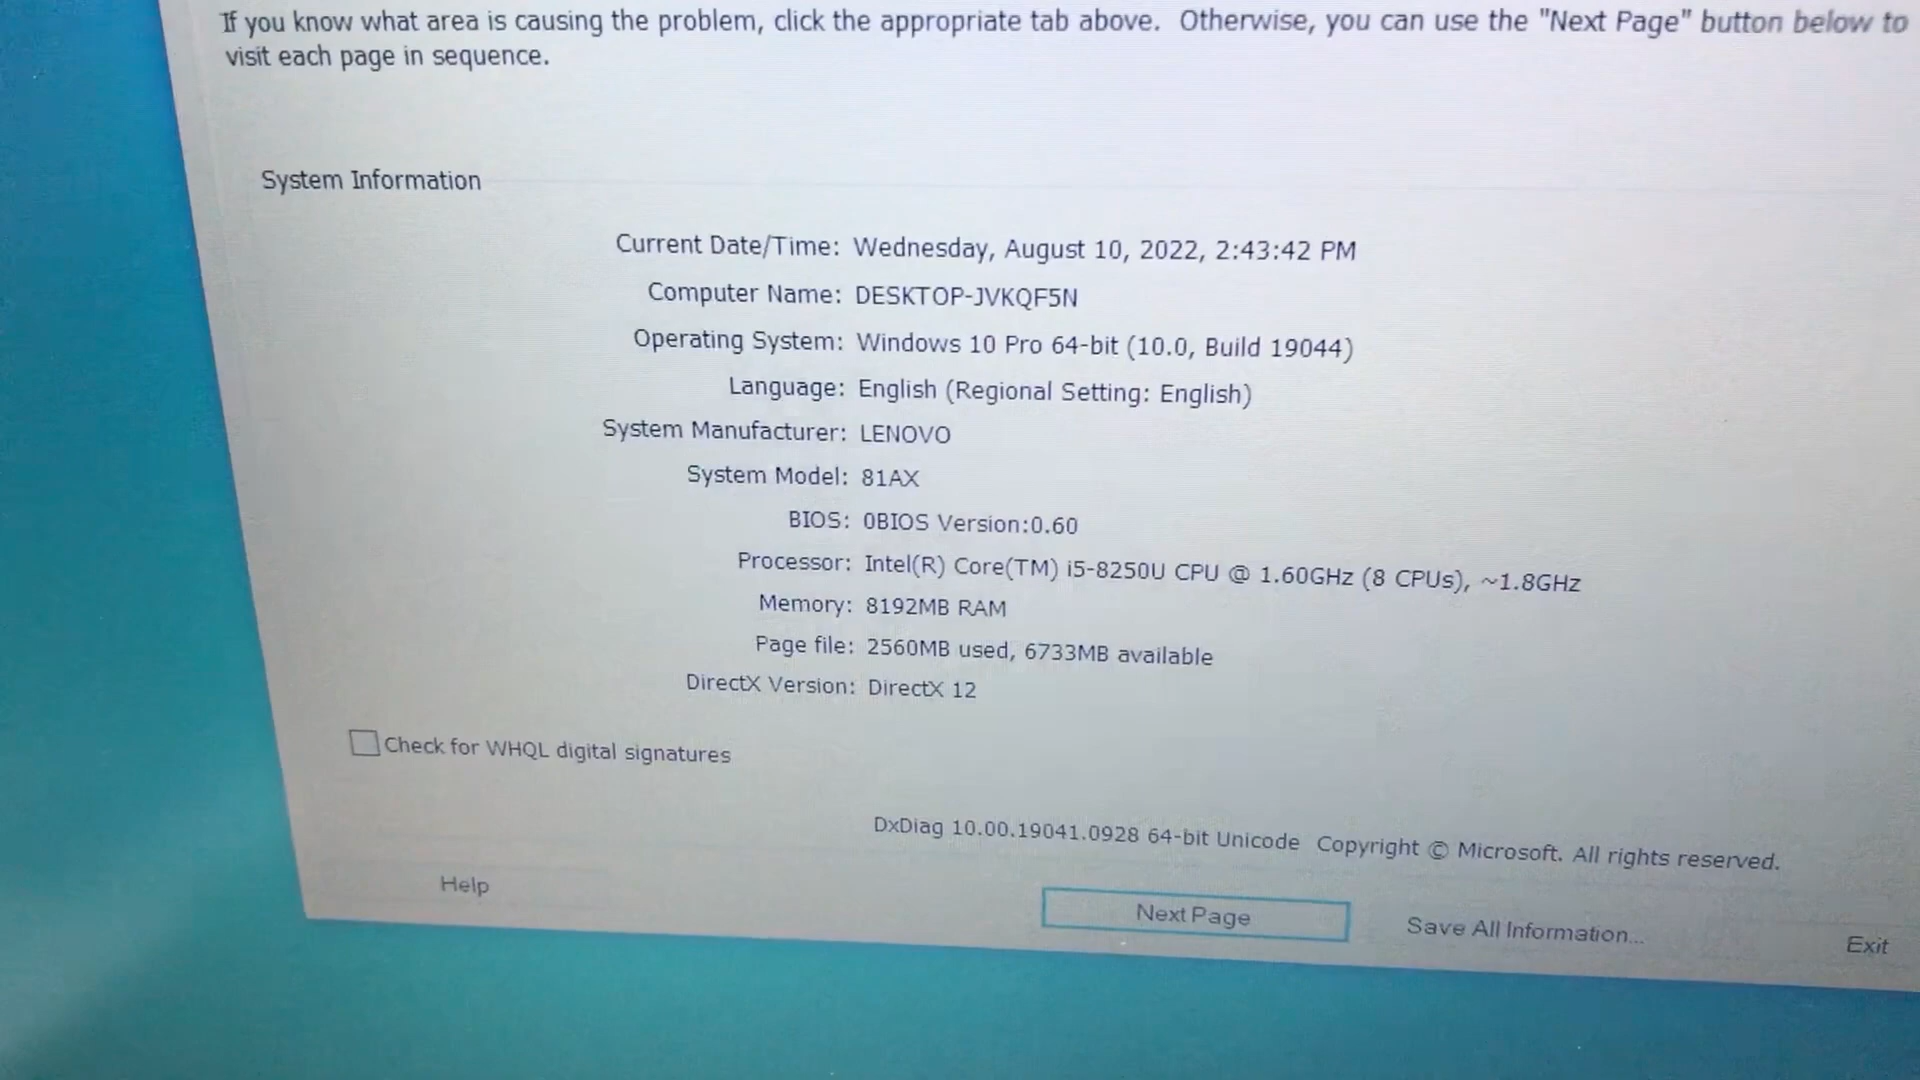 If you know what area is causing the problem, click the appropriate tab above.  Otherwise, you can use the "Next Page" button below to
visit each page in sequence.
System Information
Current Date/Time: Wednesday, August 10, 2022, 2:43:42 PM
Computer Name: DESKTOP-JVKQF5N
Operating System: Windows 10 Pro 64-bit (10.0, Build 19044)
Language: English (Regional Setting: English)
System Manufacturer: LENOVO
System Model: 81AX
BIOS: 0BIOS Version:0.60
Processor: Intel(R) Core(TM) i5-8250U CPU @ 1.60GHz (8 CPUs), ~1.8GHz
Memory: 8192MB RAM
Page file: 2560MB used, 6733MB available
DirectX Version: DirectX 12
Check for WHQL digital signatures
DxDiag 10.00.19041.0928 64-bit Unicode  Copyright © Microsoft. All rights reserved.
Help
Next Page
Save All Information...
Exit